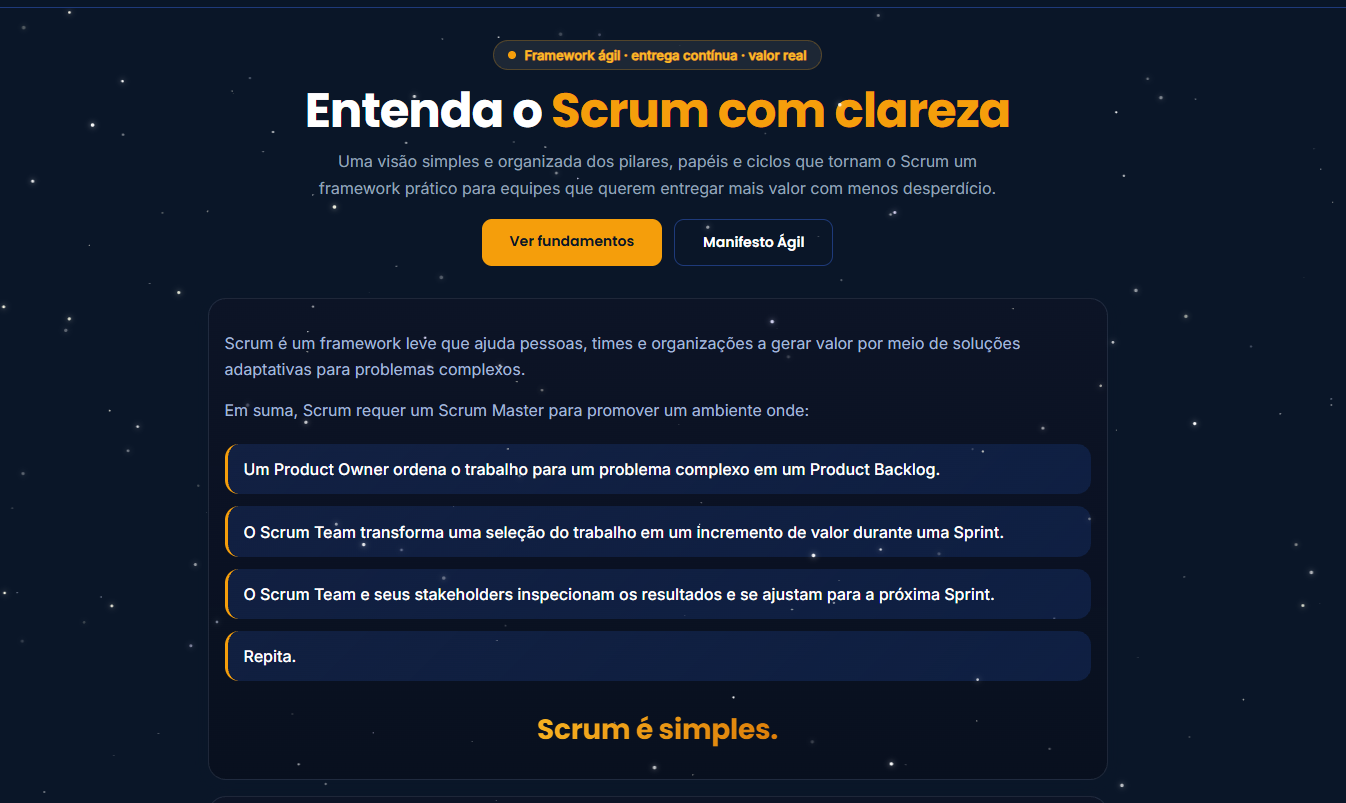 Framework ágil · entrega contínua · valor real
Entenda o Scrum com clareza
Uma visão simples e organizada dos pilares, papéis e ciclos que tornam o Scrum um
framework prático para equipes que querem entregar mais valor com menos desperdício.
Ver fundamentos
Manifesto Ágil
Scrum é um framework leve que ajuda pessoas, times e organizações a gerar valor por meio de soluções
adaptativas para problemas complexos.
Em suma, Scrum requer um Scrum Master para promover um ambiente onde:
Um Product Owner ordena o trabalho para um problema complexo em um Product Backlog.
O Scrum Team transforma uma seleção do trabalho em um incremento de valor durante uma Sprint.
O Scrum Team e seus stakeholders inspecionam os resultados e se ajustam para a próxima Sprint.
Repita.
Scrum é simples.